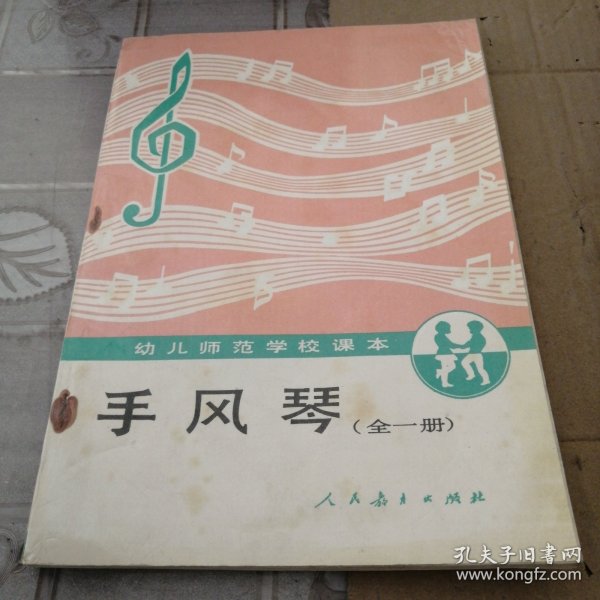 幼儿师范学校课本
手风琴（全一册）
人民教育出版社
孔夫子旧书网
www.kongfz.com